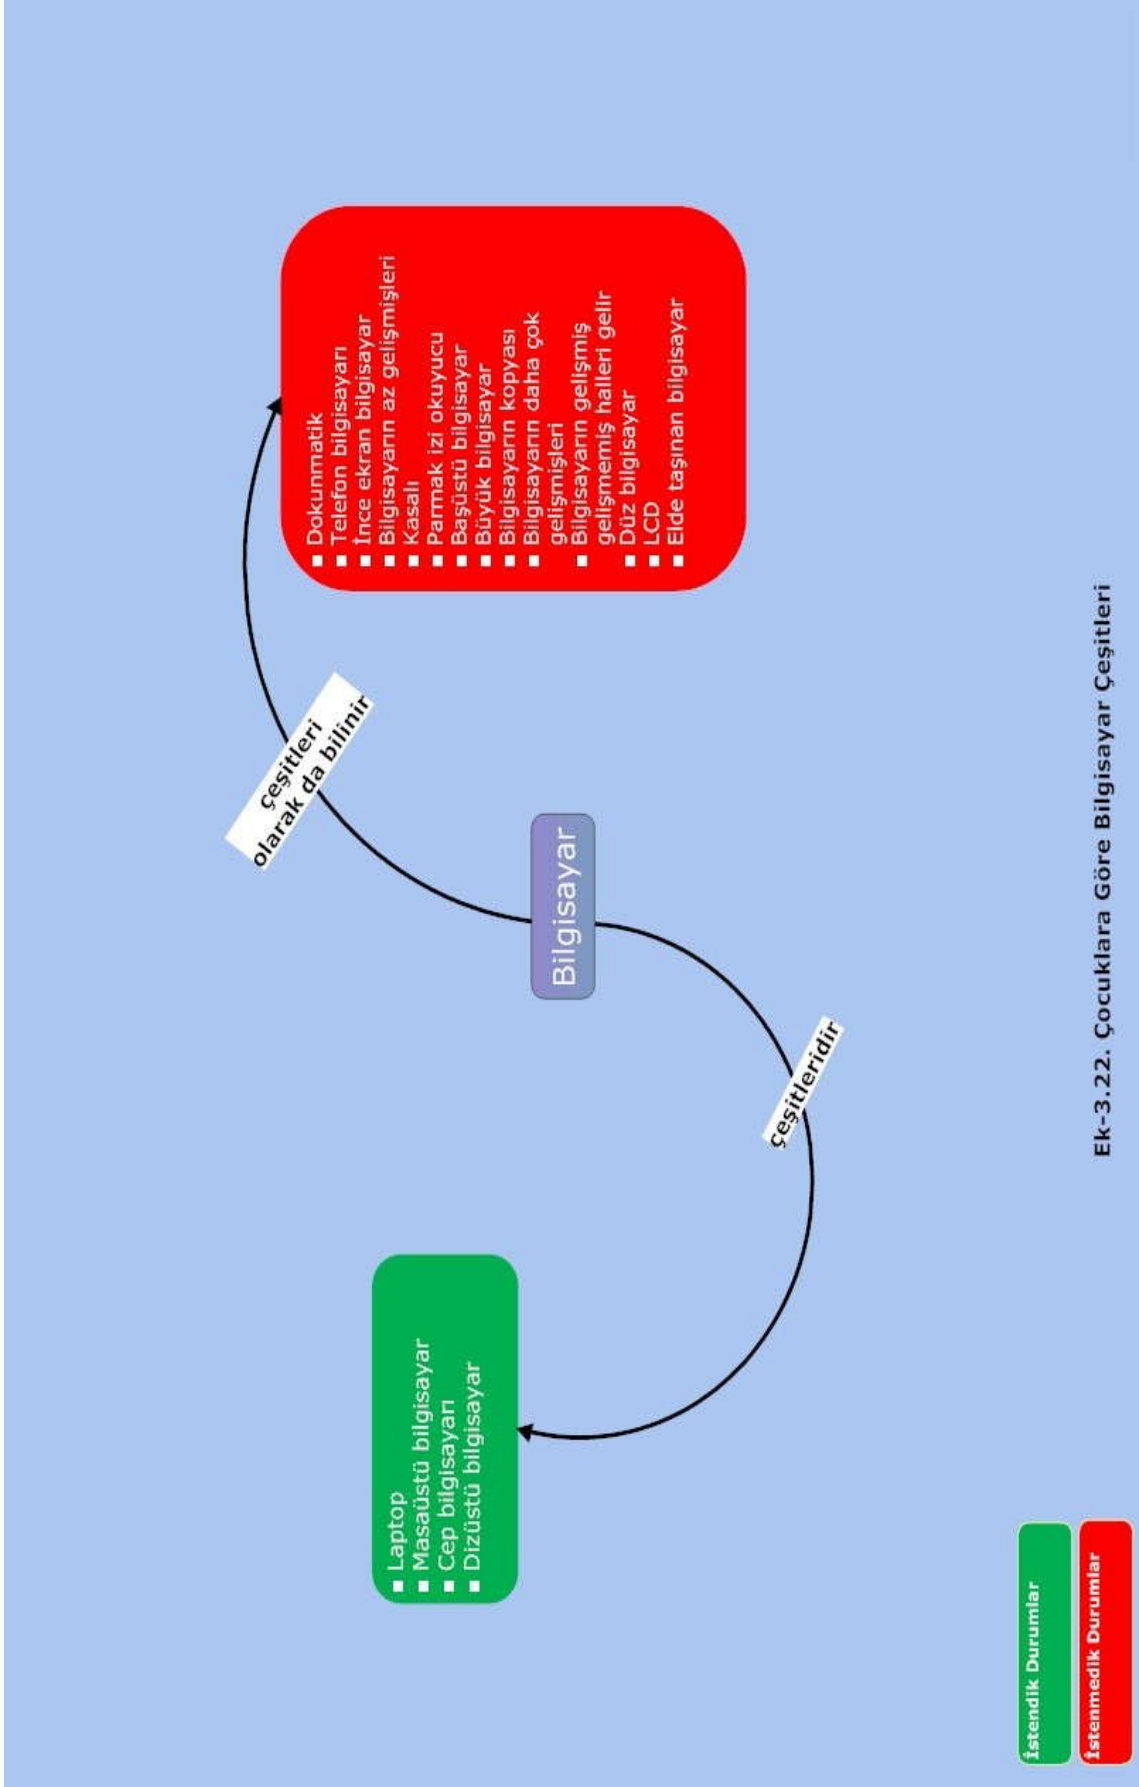 Laptop
Masaüstü bilgisayar
Cep bilgisayarı
Dizüstü bilgisayar
çeşitleridir
Bilgisayar
çeşitleri
olarak da bilinir
Dokunmatik
Telefon bilgisayarı
İnce ekran bilgisayar
Bilgisayarın az gelişmişleri
Kasalı
Parmak izi okuyucu
Başüstü bilgisayar
Büyük bilgisayar
Bilgisayarın kopyası
Bilgisayarın daha çok
gelişmişleri
Bilgisayarın gelişmiş
gelişmemiş halleri gelir
Düz bilgisayar
LCD
Elde taşınan bilgisayar
İstendik Durumlar
İstenmedik Durumlar
Ek-3.22. Çocuklara Göre Bilgisayar Çeşitleri